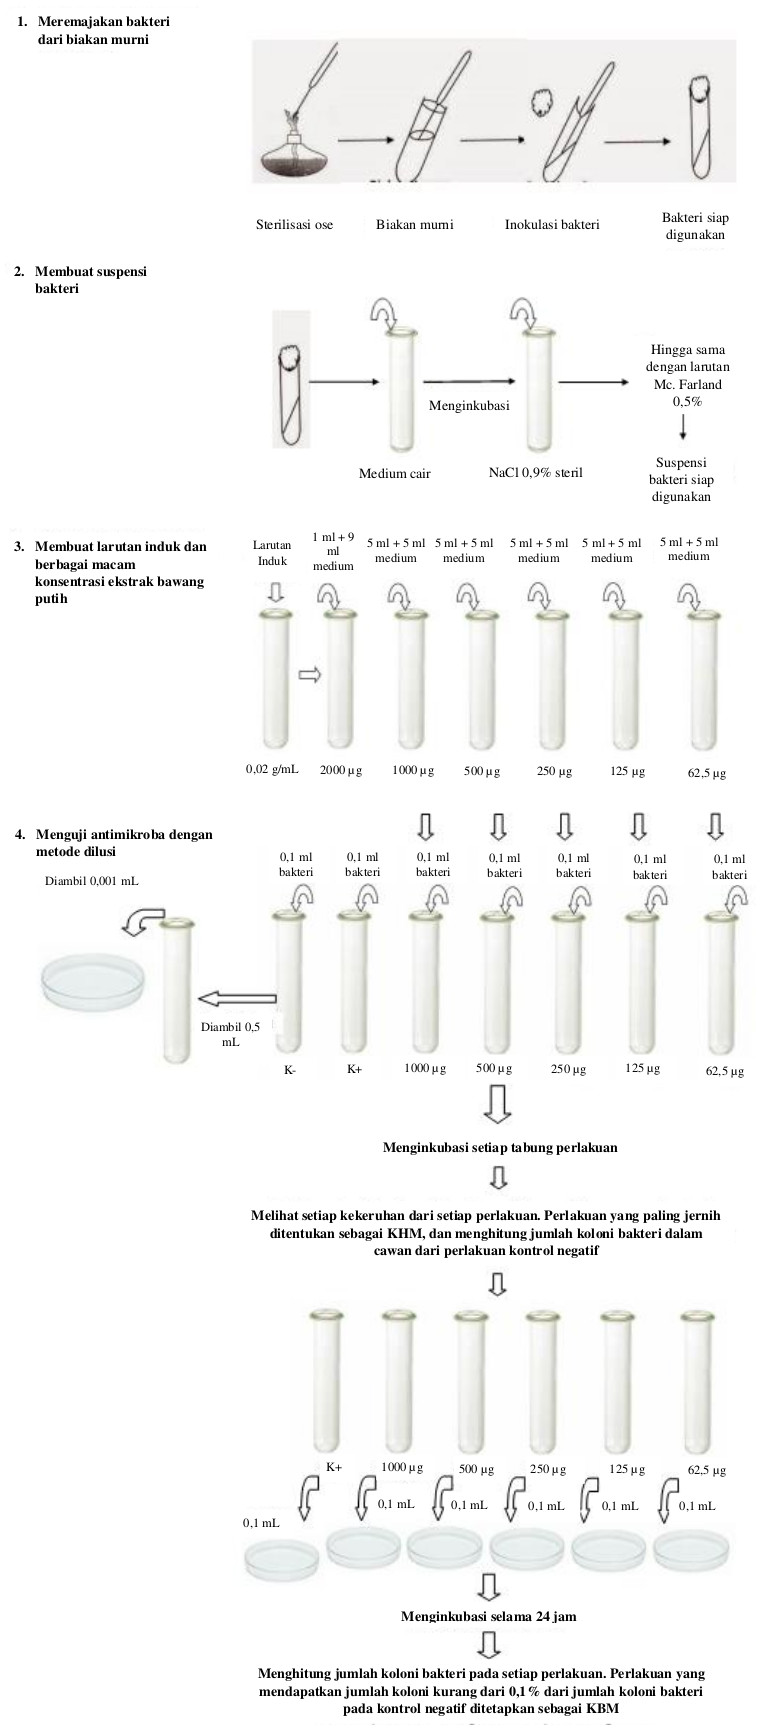 1. Meremajakan bakteri
dari biakan murni
Sterilisasi ose
Biakan murni
Inokulasi bakteri
Bakteri siap
digunakan
2. Membuat suspensi
bakteri
Menginkubasi
Medium cair
NaCl 0,9% steril
Hingga sama
dengan larutan
Mc. Farland
0,5%
Suspensi
bakteri siap
digunakan
3. Membuat larutan induk dan
berbagai macam
konsentrasi ekstrak bawang
putih
Larutan
Induk
1 ml + 9
ml
medium
5 ml + 5 ml
medium
5 ml + 5 ml
medium
5 ml + 5 ml
medium
5 ml + 5 ml
medium
5 ml + 5 ml
medium
0,02 g/mL
2000 µg
1000 µg
500 µg
250 µg
125 µg
62,5 µg
4. Menguji antimikroba dengan
metode dilusi
Diambil 0,001 mL
0,1 ml
bakteri
0,1 ml
bakteri
0,1 ml
bakteri
0,1 ml
bakteri
0,1 ml
bakteri
0,1 ml
bakteri
0,1 ml
bakteri
Diambil 0,5
mL
K-
K+
1000 µg
500 µg
250 µg
125 µg
62,5 µg
Menginkubasi setiap tabung perlakuan
Melihat setiap kekeruhan dari setiap perlakuan. Perlakuan yang paling jernih
ditentukan sebagai KHM, dan menghitung jumlah koloni bakteri dalam
cawan dari perlakuan kontrol negatif
K+
1000 µg
500 µg
250 µg
125 µg
62,5 µg
0,1 mL
0,1 mL
0,1 mL
0,1 mL
0,1 mL
0,1 mL
Menginkubasi selama 24 jam
Menghitung jumlah koloni bakteri pada setiap perlakuan. Perlakuan yang
mendapatkan jumlah koloni kurang dari 0,1% dari jumlah koloni bakteri
pada kontrol negatif ditetapkan sebagai KBM